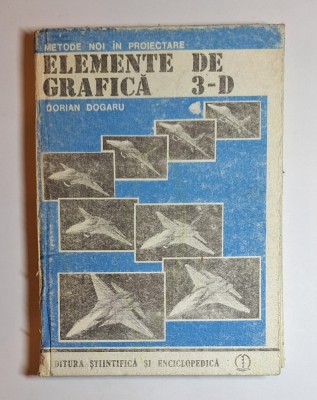 METODE NOI ÎN PROIECTARE
ELEMENTE DE
GRAFICĂ 3-D
DORIAN DOGARU
DITURA ŞTIINŢIFICĂ ŞI ENCICLOPEDICĂ